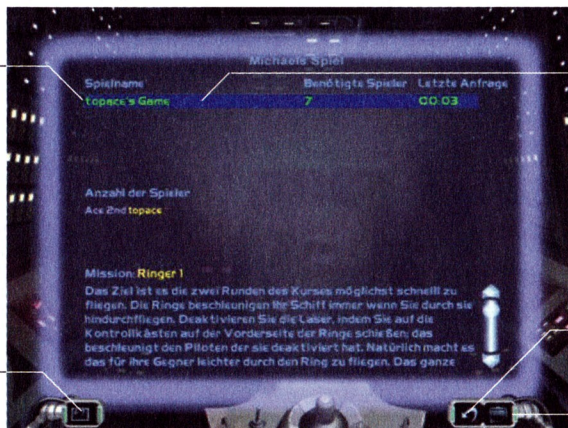 Michaels Spiel
Spielname Benötigte Spieler Letzte Anfrage
topace's Game 7 00:03
Anzahl der Spieler
Ace 2nd topace
Mission: Ringer 1
Das Ziel ist es die zwei Runden des Kurses möglichst schnell zu
fliegen. Die Ringe beschleunigen Ihr Schiff immer wenn Sie durch sie
hindurchfliegen. Deaktivieren Sie die Laser, indem Sie auf die
Kontrollkästen auf der Vorderseite der Ringe schießen; das
beschleunigt den Piloten der sie deaktiviert hat. Natürlich macht es
das für ihre Gegner leichter durch den Ring zu fliegen. Das ganze